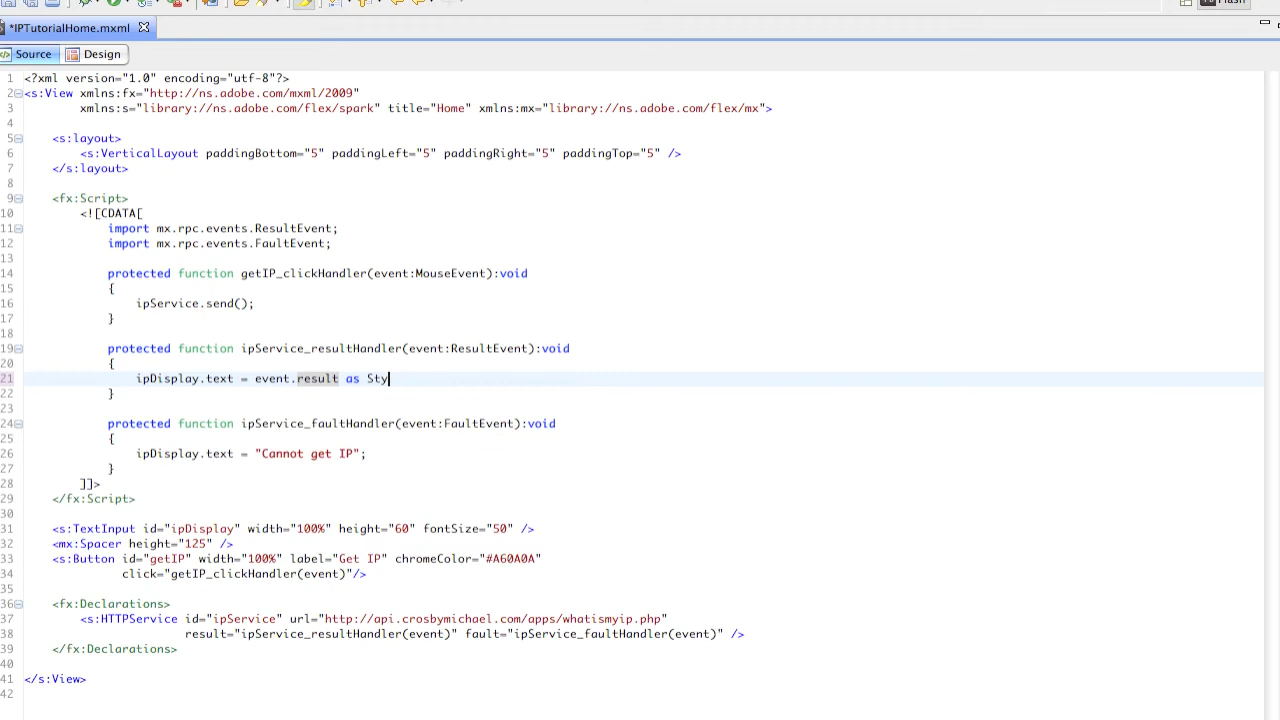 Flash
*IPTutorialHome.mxml
Source Design
1 <?xml version="1.0" encoding="utf-8"?>
2 <s:View xmlns:fx="http://ns.adobe.com/mxml/2009"
3 xmlns:s="library://ns.adobe.com/flex/spark" title="Home" xmlns:mx="library://ns.adobe.com/flex/mx">
4
5 <s:layout>
6 <s:VerticalLayout paddingBottom="5" paddingLeft="5" paddingRight="5" paddingTop="5" />
7 </s:layout>
8
9 <fx:Script>
10 <![CDATA[
11 import mx.rpc.events.ResultEvent;
12 import mx.rpc.events.FaultEvent;
13
14 protected function getIP_clickHandler(event:MouseEvent):void
15 {
16 ipService.send();
17 }
18
19 protected function ipService_resultHandler(event:ResultEvent):void
20 {
21 ipDisplay.text = event.result as Sty
22 }
23
24 protected function ipService_faultHandler(event:FaultEvent):void
25 {
26 ipDisplay.text = "Cannot get IP";
27 }
28 ]]>
29 </fx:Script>
30
31 <s:TextInput id="ipDisplay" width="100%" height="60" fontSize="50" />
32 <mx:Spacer height="125" />
33 <s:Button id="getIP" width="100%" label="Get IP" chromeColor="#A60A0A"
34 click="getIP_clickHandler(event)"/>
35
36 <fx:Declarations>
37 <s:HTTPService id="ipService" url="http://api.crosbymichael.com/apps/whatismyip.php"
38 result="ipService_resultHandler(event)" fault="ipService_faultHandler(event)" />
39 </fx:Declarations>
40
41 </s:View>
42